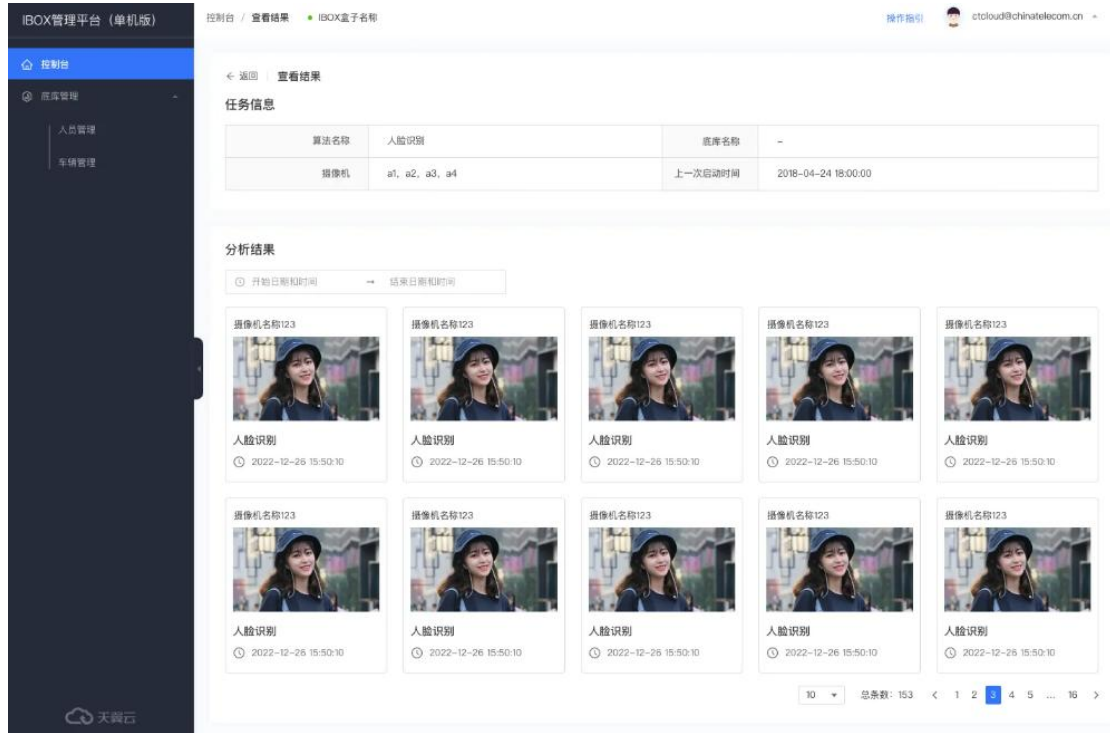 IBOX管理平台（单机版）
控制台 / 查看结果 ● IBOX盒子名称
操作指引 ctcloud@chinatelecom.cn
控制台
底库管理
人员管理
车辆管理
← 返回 | 查看结果
任务信息
算法名称 人脸识别 底库名称 -
摄像机 a1, a2, a3, a4 上一次启动时间 2018-04-24 18:00:00
分析结果
开始日期和时间 → 结束日期和时间
摄像机名称123 摄像机名称123 摄像机名称123 摄像机名称123 摄像机名称123
人脸识别 人脸识别 人脸识别 人脸识别 人脸识别
2022-12-26 15:50:10 2022-12-26 15:50:10 2022-12-26 15:50:10 2022-12-26 15:50:10 2022-12-26 15:50:10
摄像机名称123 摄像机名称123 摄像机名称123 摄像机名称123 摄像机名称123
人脸识别 人脸识别 人脸识别 人脸识别 人脸识别
2022-12-26 15:50:10 2022-12-26 15:50:10 2022-12-26 15:50:10 2022-12-26 15:50:10 2022-12-26 15:50:10
10 总条数: 153 < 1 2 3 4 5 ... 16 >
天翼云